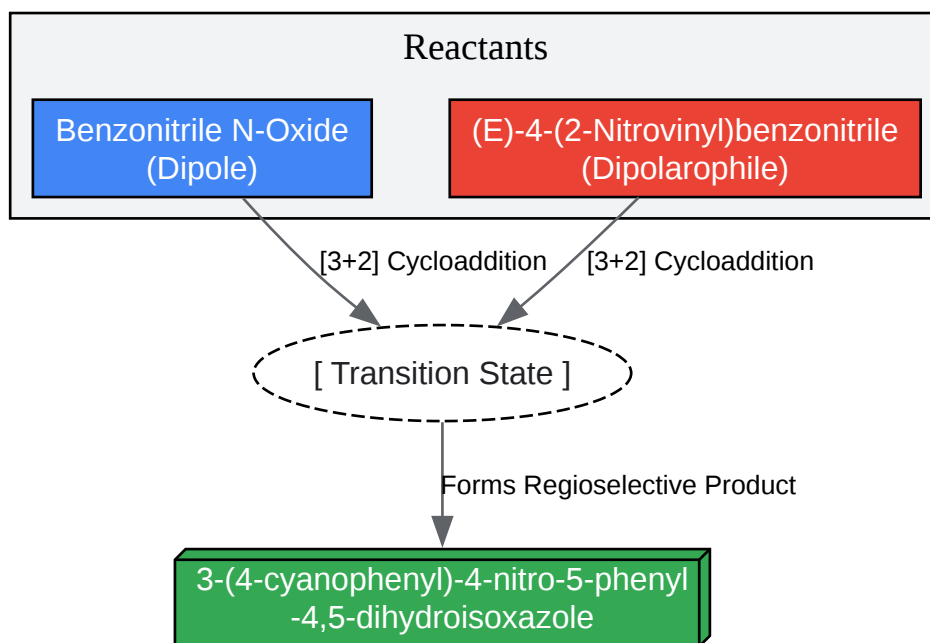 Reactants
Benzonitrile N-Oxide
(Dipole)
(E)-4-(2-Nitrovinyl)benzonitrile
(Dipolarophile)
[3+2] Cycloaddition
[3+2] Cycloaddition
[ Transition State ]
Forms Regioselective Product
3-(4-cyanophenyl)-4-nitro-5-phenyl
-4,5-dihydroisoxazole